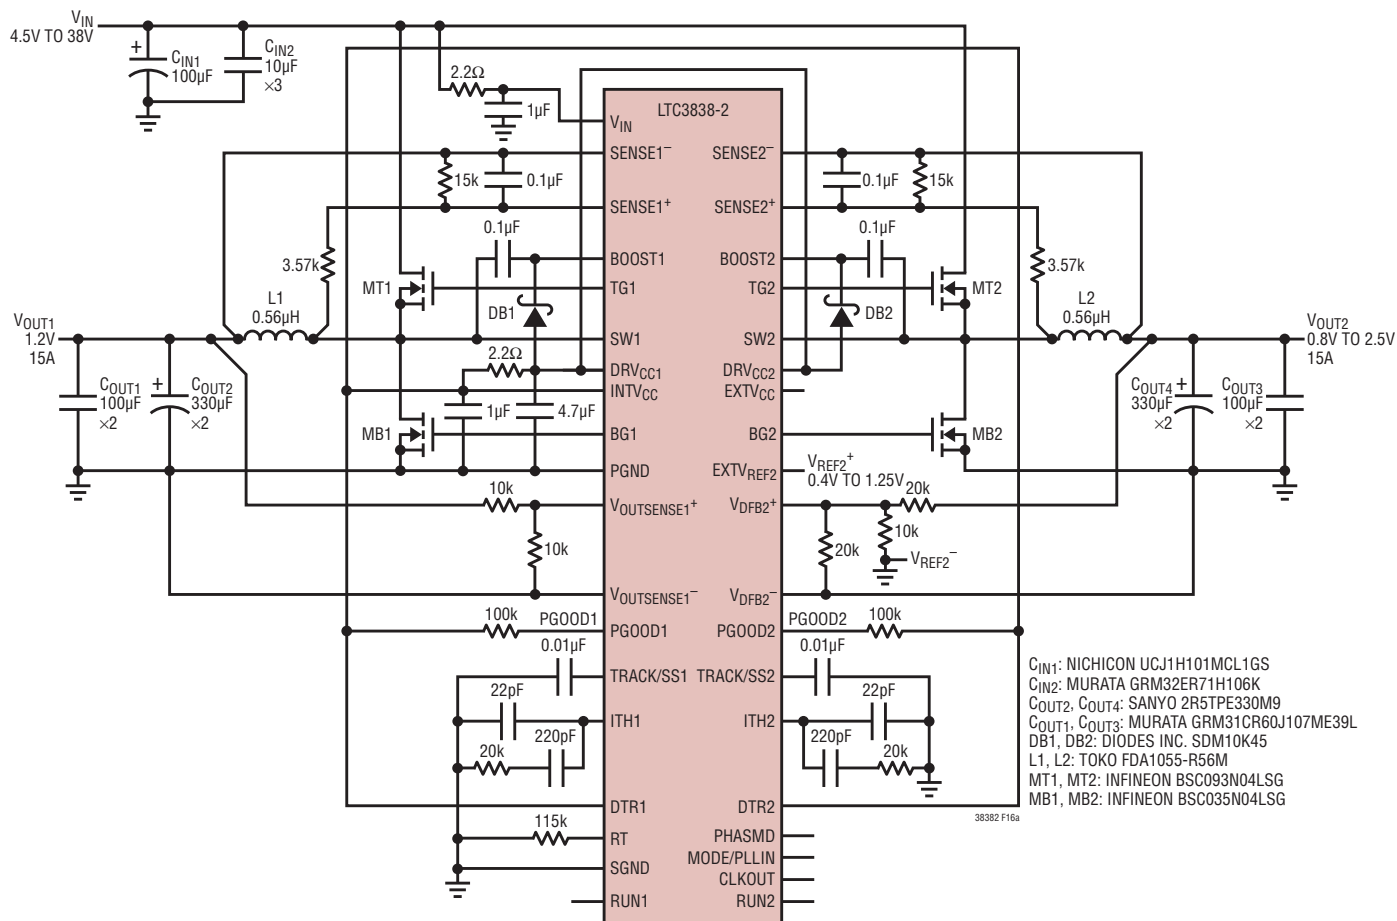 VIN
4.5V TO 38V
+
CIN1
100µF
CIN2
10µF
×3
2.2Ω
1µF
LTC3838-2
VIN
SENSE1–
SENSE2–
15k
0.1µF
0.1µF
15k
SENSE1+
SENSE2+
0.1µF
0.1µF
3.57k
BOOST1
BOOST2
3.57k
MT1
TG1
TG2
MT2
L1
0.56µH
DB1
DB2
L2
0.56µH
VOUT1
1.2V
15A
SW1
SW2
VOUT2
0.8V TO 2.5V
15A
2.2Ω
DRVCC1
DRVCC2
INTVCC
EXTVCC
COUT1
100µF
×2
+
COUT2
330µF
×2
1µF
4.7µF
COUT4
330µF
×2
+
COUT3
100µF
×2
MB1
BG1
BG2
MB2
PGND
EXTVREF2
VREF2+
0.4V TO 1.25V
10k
20k
VOUTSENSE1+
VDFB2+
10k
20k
10k
VREF2–
VOUTSENSE1–
VDFB2–
100k
PGOOD1
PGOOD1
PGOOD2
PGOOD2
100k
0.01µF
0.01µF
TRACK/SS1
TRACK/SS2
22pF
22pF
ITH1
ITH2
220pF
220pF
20k
20k
DTR1
DTR2
115k
RT
PHASMD
MODE/PLLIN
SGND
CLKOUT
RUN1
RUN2
CIN1: NICHICON UCJ1H101MCL1GS
CIN2: MURATA GRM32ER71H106K
COUT2, COUT4: SANYO 2R5TPE330M9
COUT1, COUT3: MURATA GRM31CR60J107ME39L
DB1, DB2: DIODES INC. SDM10K45
L1, L2: TOKO FDA1055-R56M
MT1, MT2: INFINEON BSC093N04LSG
MB1, MB2: INFINEON BSC035N04LSG
38382 F16a